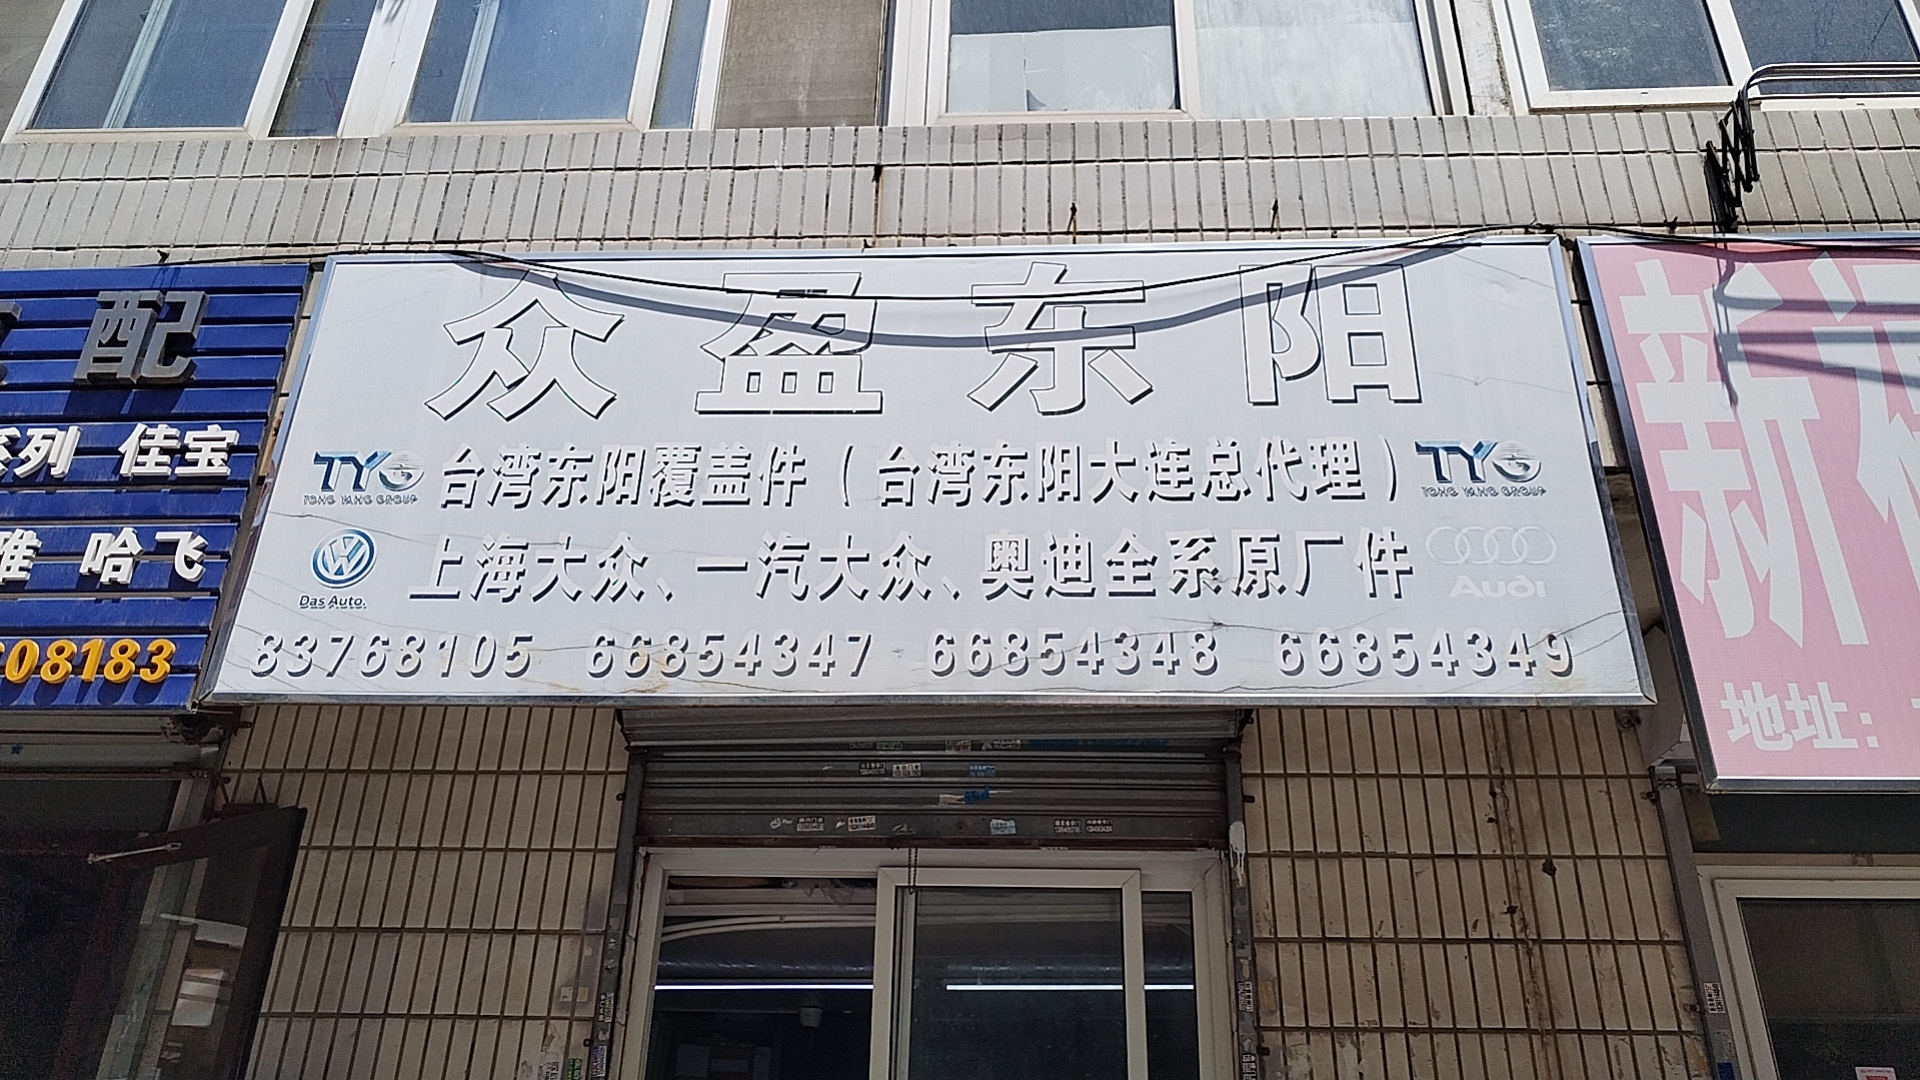 众盈东阳
TYG 台湾东阳覆盖件（台湾东阳大连总代理） TYG
TONG YANG GROUP TONG YANG GROUP
上海大众、一汽大众、奥迪全系原厂件
Das Auto. Audi
83768105 66854347 66854348 66854349
配
系列 佳宝
哈飞
08183
新
地址：